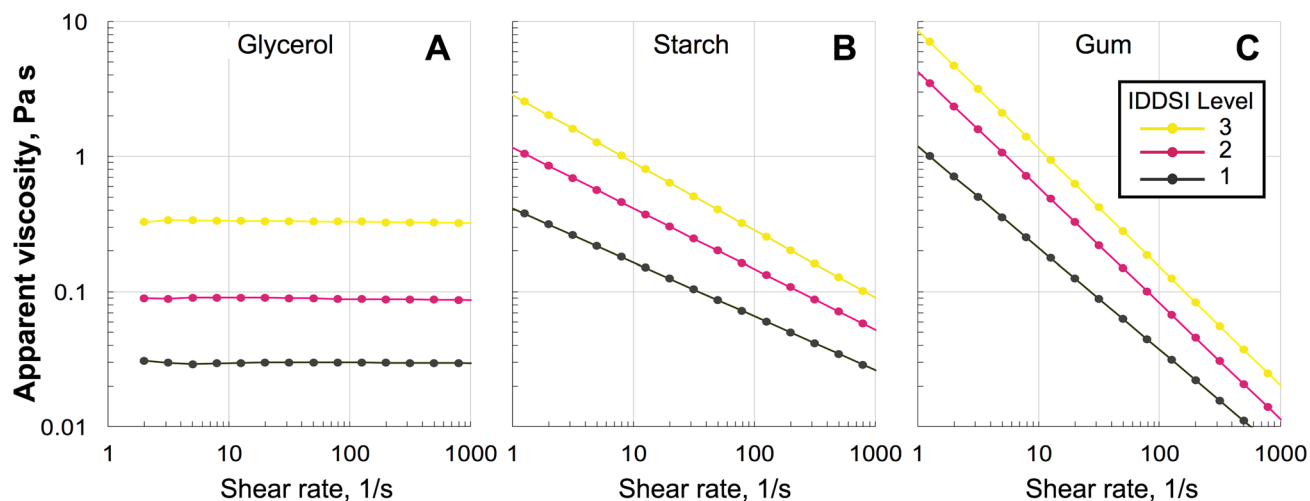 Apparent viscosity, Pa s
10
1
0.1
0.01
Glycerol A
1 10 100 1000
Shear rate, 1/s
Starch B
1 10 100 1000
Shear rate, 1/s
Gum C
IDDSI Level
3
2
1
1 10 100 1000
Shear rate, 1/s